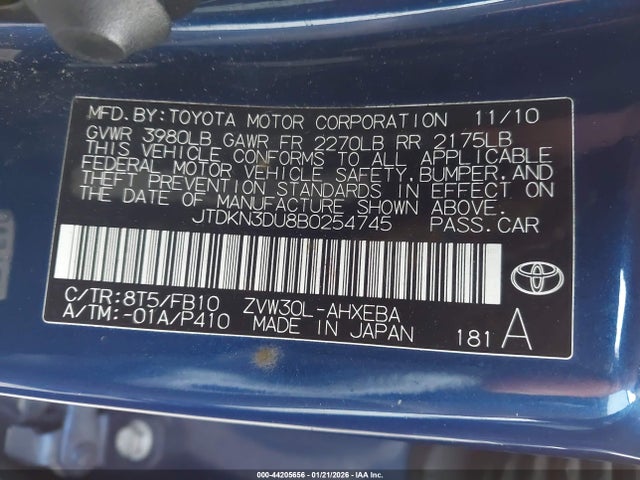 MFD. BY: TOYOTA MOTOR CORPORATION 11/10
GVWR 3980LB GAWR FR 2270LB RR 2175LB
THIS VEHICLE CONFORMS TO ALL APPLICABLE
FEDERAL MOTOR VEHICLE SAFETY, BUMPER, AND
THEFT PREVENTION STANDARDS IN EFFECT ON
THE DATE OF MANUFACTURE SHOWN ABOVE.
JTDKN3DU8B0254745 PASS. CAR
C/TR: 8T5/FB10 ZVW30L-AHXEBA
A/TM: -01A/P410 MADE IN JAPAN 181 A
000-44205656 | 01/21/2026 | IAA Inc.